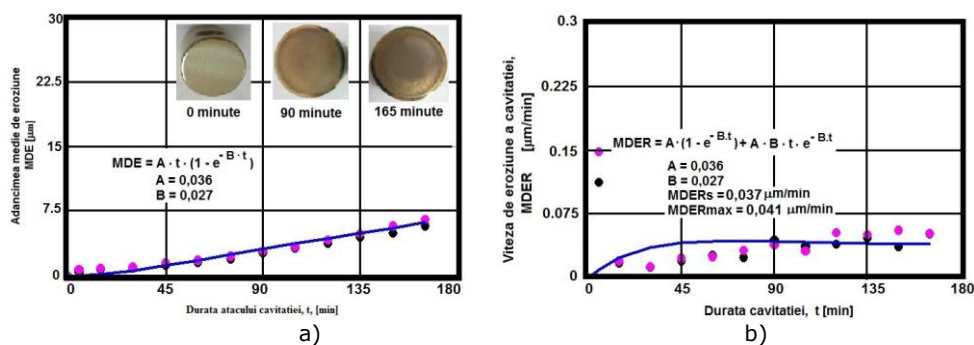 30
22.5
15
7.5
0
Adancimea medie de eroziune
MDE [µm]
0 minute
90 minute
165 minute
MDE = A · t · (1 - e^- B · t)
A = 0,036
B = 0,027
0
45
90
135
180
Durata atacului cavitatiei, t, [min]
a)
0.3
0.225
0.15
0.075
0
Viteza de eroziune a cavitatiei,
MDER [µm/min]
MDER = A·(1 - e^- B.t) + A · B · t · e^- B.t
A = 0,036
B = 0,027
MDERs = 0,037 µm/min
MDERmax = 0,041 µm/min
0
45
90
135
180
Durata cavitatiei, t [min]
b)